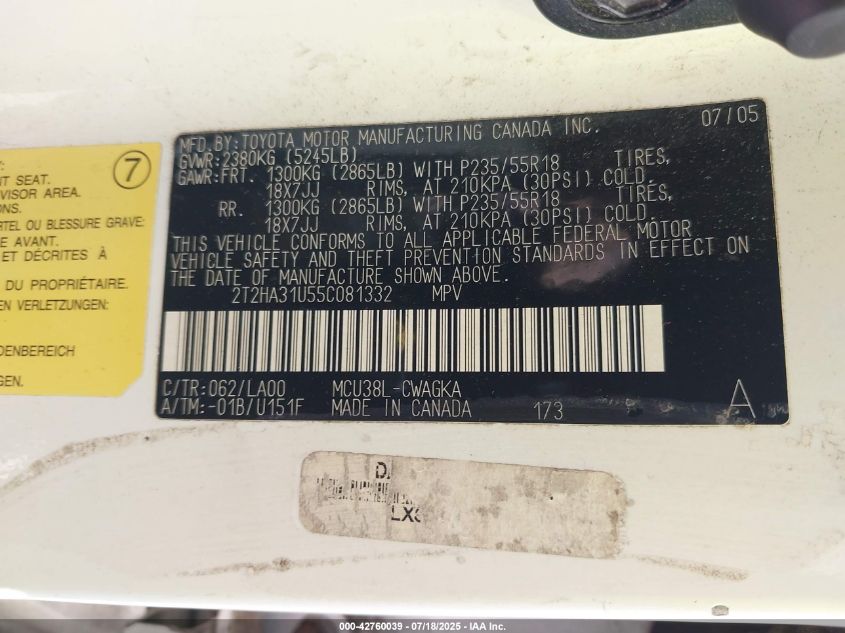 MFD. BY: TOYOTA MOTOR MANUFACTURING CANADA INC. 07/05
GVWR: 2380KG (5245LB)
GAWR: FRT. 1300KG (2865LB) WITH P235/55R18 TIRES,
18X7JJ RIMS, AT 210KPA (30PSI) COLD.
RR. 1300KG (2865LB) WITH P235/55R18 TIRES,
18X7JJ RIMS, AT 210KPA (30PSI) COLD.
THIS VEHICLE CONFORMS TO ALL APPLICABLE FEDERAL MOTOR
VEHICLE SAFETY AND THEFT PREVENTION STANDARDS IN EFFECT ON
THE DATE OF MANUFACTURE SHOWN ABOVE.
2T2HA31U55C081332 MPV
C/TR: 062/LA00 MCU38L-CWAGKA
A/TM: -01B/U151F MADE IN CANADA 173 A
7
SEAT.
VISOR AREA.
RTEL OU BLESSURE GRAVE:
E AVANT.
ET DÉCRITES À
DU PROPRIÉTAIRE.
EN VERLETZUNGEN:
DENBEREICH
LX
000-42760039 - 07/18/2025 - IAA Inc.